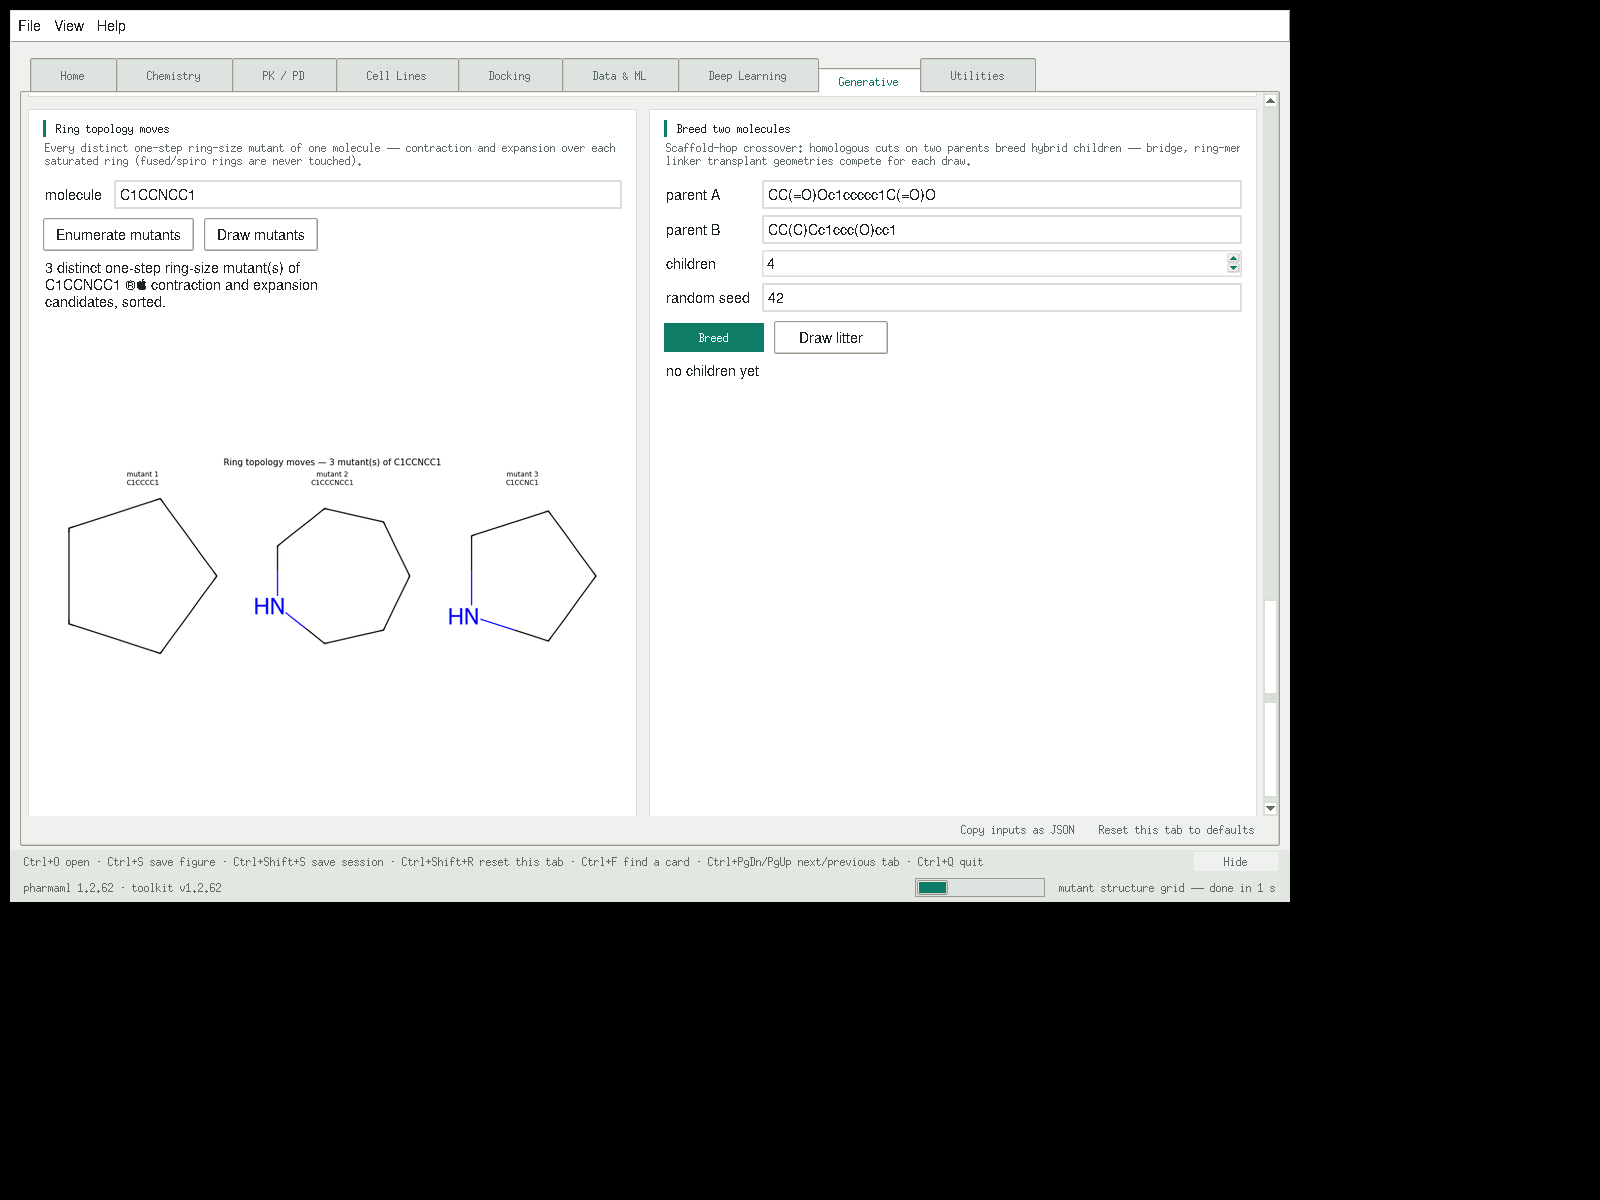 File View Help
Home Chemistry PK / PD Cell Lines Docking Data & ML Deep Learning Generative Utilities
Ring topology moves
Every distinct one-step ring-size mutant of one molecule — contraction and expansion over each
saturated ring (fused/spiro rings are never touched).
molecule C1CCNCC1
Enumerate mutants Draw mutants
3 distinct one-step ring-size mutant(s) of
C1CCNCC1 ® contraction and expansion
candidates, sorted.
Ring topology moves — 3 mutant(s) of C1CCNCC1
mutant 1 mutant 2 mutant 3
C1CCCC1 C1CCCNCC1 C1CCNC1
HN HN
Breed two molecules
Scaffold-hop crossover: homologous cuts on two parents breed hybrid children — bridge, ring-mer
linker transplant geometries compete for each draw.
parent A CC(=O)Oc1ccccc1C(=O)O
parent B CC(C)Cc1ccc(O)cc1
children 4
random seed 42
Breed Draw litter
no children yet
Copy inputs as JSON Reset this tab to defaults
Ctrl+O open · Ctrl+S save figure · Ctrl+Shift+S save session · Ctrl+Shift+R reset this tab · Ctrl+F find a card · Ctrl+PgDn/PgUp next/previous tab · Ctrl+Q quit Hide
pharmaml 1.2.62 · toolkit v1.2.62 mutant structure grid — done in 1 s